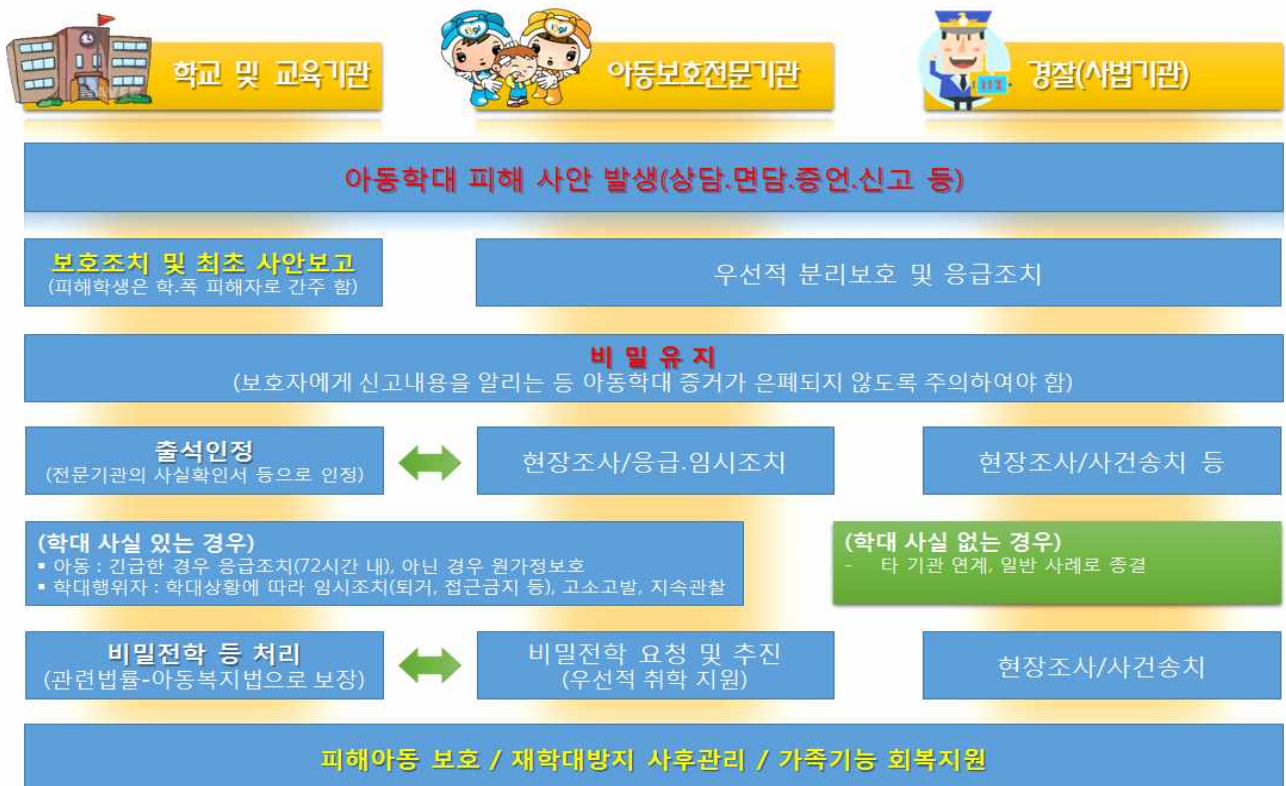 학교 및 교육기관
아동보호전문기관
112
경찰(사법기관)
아동학대 피해 사안 발생(상담.면담.증언.신고 등)
보호조치 및 최초 사안보고
(피해학생은 학.폭 피해자로 간주 함)
우선적 분리보호 및 응급조치
비 밀 유 지
(보호자에게 신고내용을 알리는 등 아동학대 증거가 은폐되지 않도록 주의하여야 함)
출석인정
(전문기관의 사실확인서 등으로 인정)
현장조사/응급.임시조치
현장조사/사건송치 등
(학대 사실 있는 경우)
▪ 아동 : 긴급한 경우 응급조치(72시간 내), 아닌 경우 원가정보호
▪ 학대행위자 : 학대상황에 따라 임시조치(퇴거, 접근금지 등), 고소고발, 지속관찰
(학대 사실 없는 경우)
- 타 기관 연계, 일반 사례로 종결
비밀전학 등 처리
(관련법률-아동복지법으로 보장)
비밀전학 요청 및 추진
(우선적 취학 지원)
현장조사/사건송치
피해아동 보호 / 재학대방지 사후관리 / 가족기능 회복지원